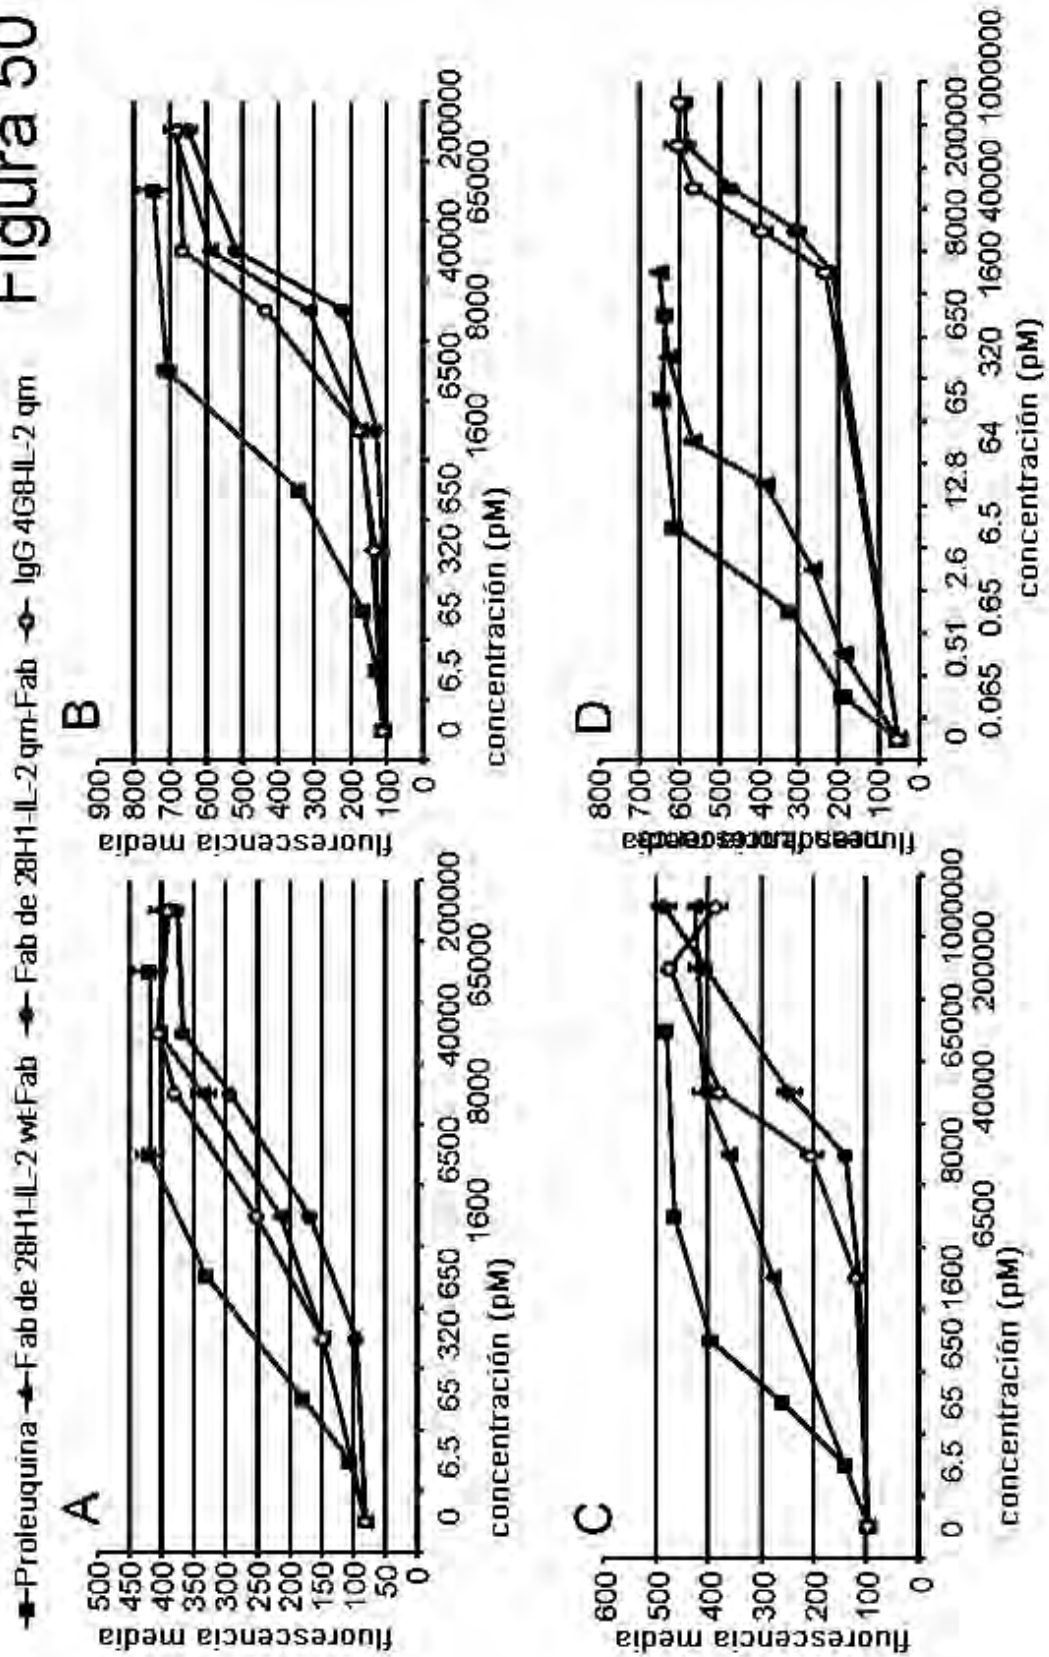 Figura 50
Proleuquina Fab de 28H1-IL-2 wt-Fab Fab de 28H1-IL-2 qm-Fab IgG 4G8-IL-2 qm
A
fluorescencia media
500
450
400
350
300
250
200
150
100
50
0
0 6.5 65 320 650 1600 6500 8000 40000 65000 200000
concentración (pM)
B
fluorescencia media
900
800
700
600
500
400
300
200
100
0
0 6.5 65 320 650 1600 6500 8000 40000 65000 200000
concentración (pM)
C
fluorescencia media
600
500
400
300
200
100
0
0 6.5 65 650 1600 6500 8000 40000 65000 200000 1000000
concentración (pM)
D
800
700
600
500
400
300
200
100
0
0 0.065 0.51 0.65 2.6 6.5 12.8 64 65 320 650 1600 8000 40000 200000 1000000
concentración (pM)